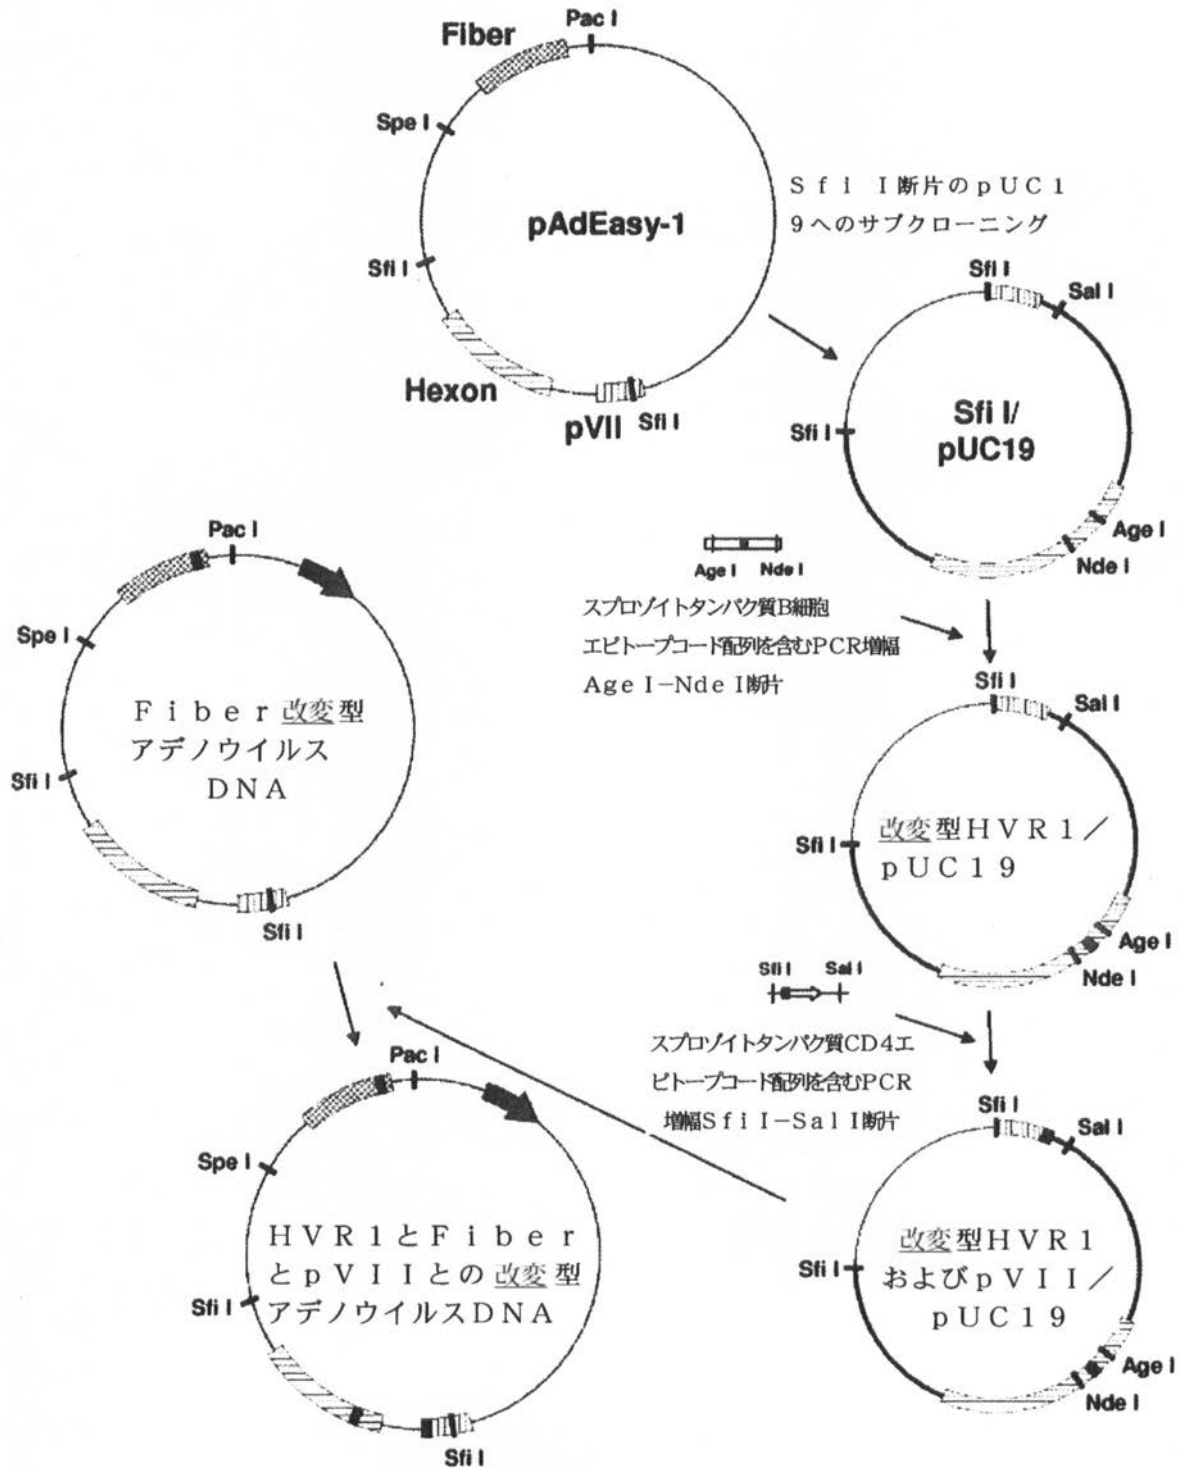 Fiber
Pac I
Spe I
pAdEasy-1
Sfi I断片のpUC1
9へのサブクローニング
Sfi I
Hexon
pVII
Sfi I
Sfi I
Sal I
Sfi I
Sfi I/
pUC19
Age I
Nde I
Age I
Nde I
スプロゾイトタンパク質B細胞
エピトープコード配列を含むPCR増幅
Age I-Nde I断片
Pac I
Spe I
Fiber改変型
アデノウイルス
DNA
Sfi I
Sfi I
Sfi I
Sal I
Sfi I
改変型HVR1/
pUC19
Age I
Nde I
Sfi I
Sal I
スプロゾイトタンパク質CD4エ
ピトープコード配列を含むPCR
増幅Sfi I-Sal I断片
Pac I
Spe I
HVR1とFiber
とpVIIとの改変型
アデノウイルスDNA
Sfi I
Sfi I
Sfi I
Sal I
Sfi I
改変型HVR1
およびpVII/
pUC19
Age I
Nde I